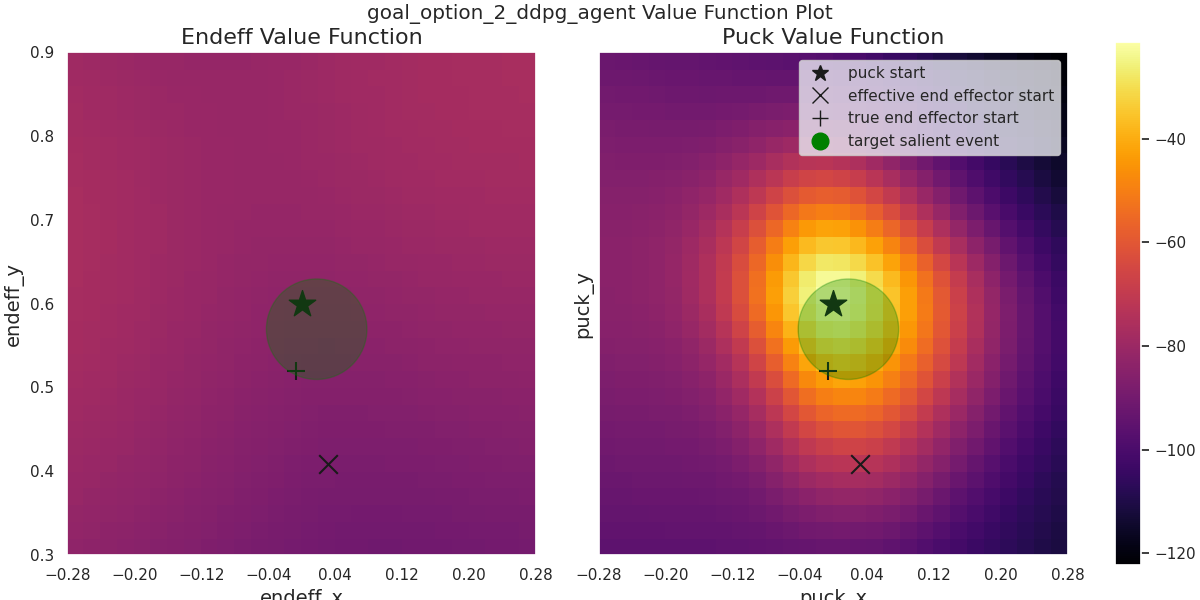 goal_option_2_ddpg_agent Value Function Plot
Endeff Value Function
Puck Value Function
puck start
effective end effector start
true end effector start
target salient event
endeff_y
0.9
0.8
0.7
0.6
0.5
0.4
0.3
−0.28 −0.20 −0.12 −0.04 0.04 0.12 0.20 0.28
endeff_x
puck_y
−0.28 −0.20 −0.12 −0.04 0.04 0.12 0.20 0.28
puck_x
−40
−60
−80
−100
−120